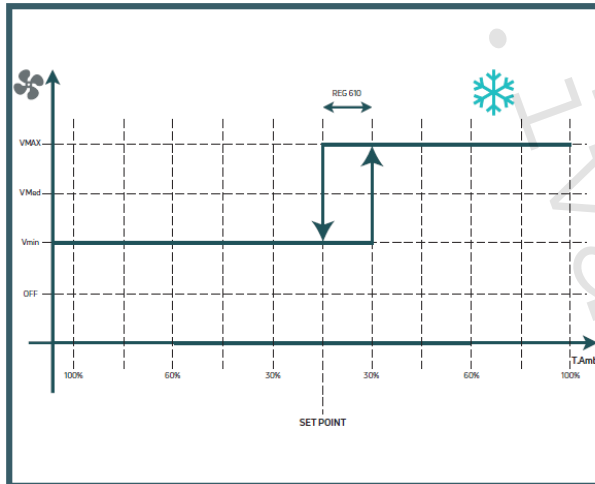 REG 610
VMAX
VMed
Vmin
OFF
T.Amb
100%
60%
30%
30%
60%
100%
SET POINT